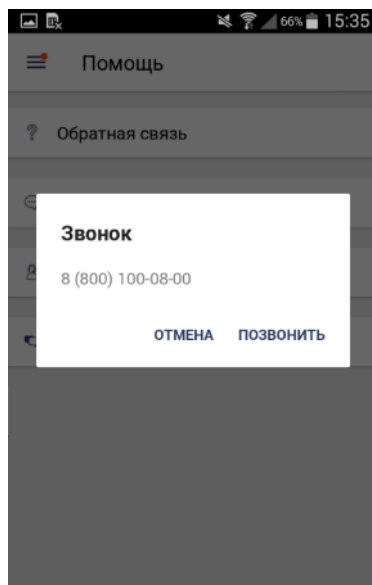 66% 15:35
Помощь
Обратная связь
Звонок
8 (800) 100-08-00
ОТМЕНА ПОЗВОНИТЬ